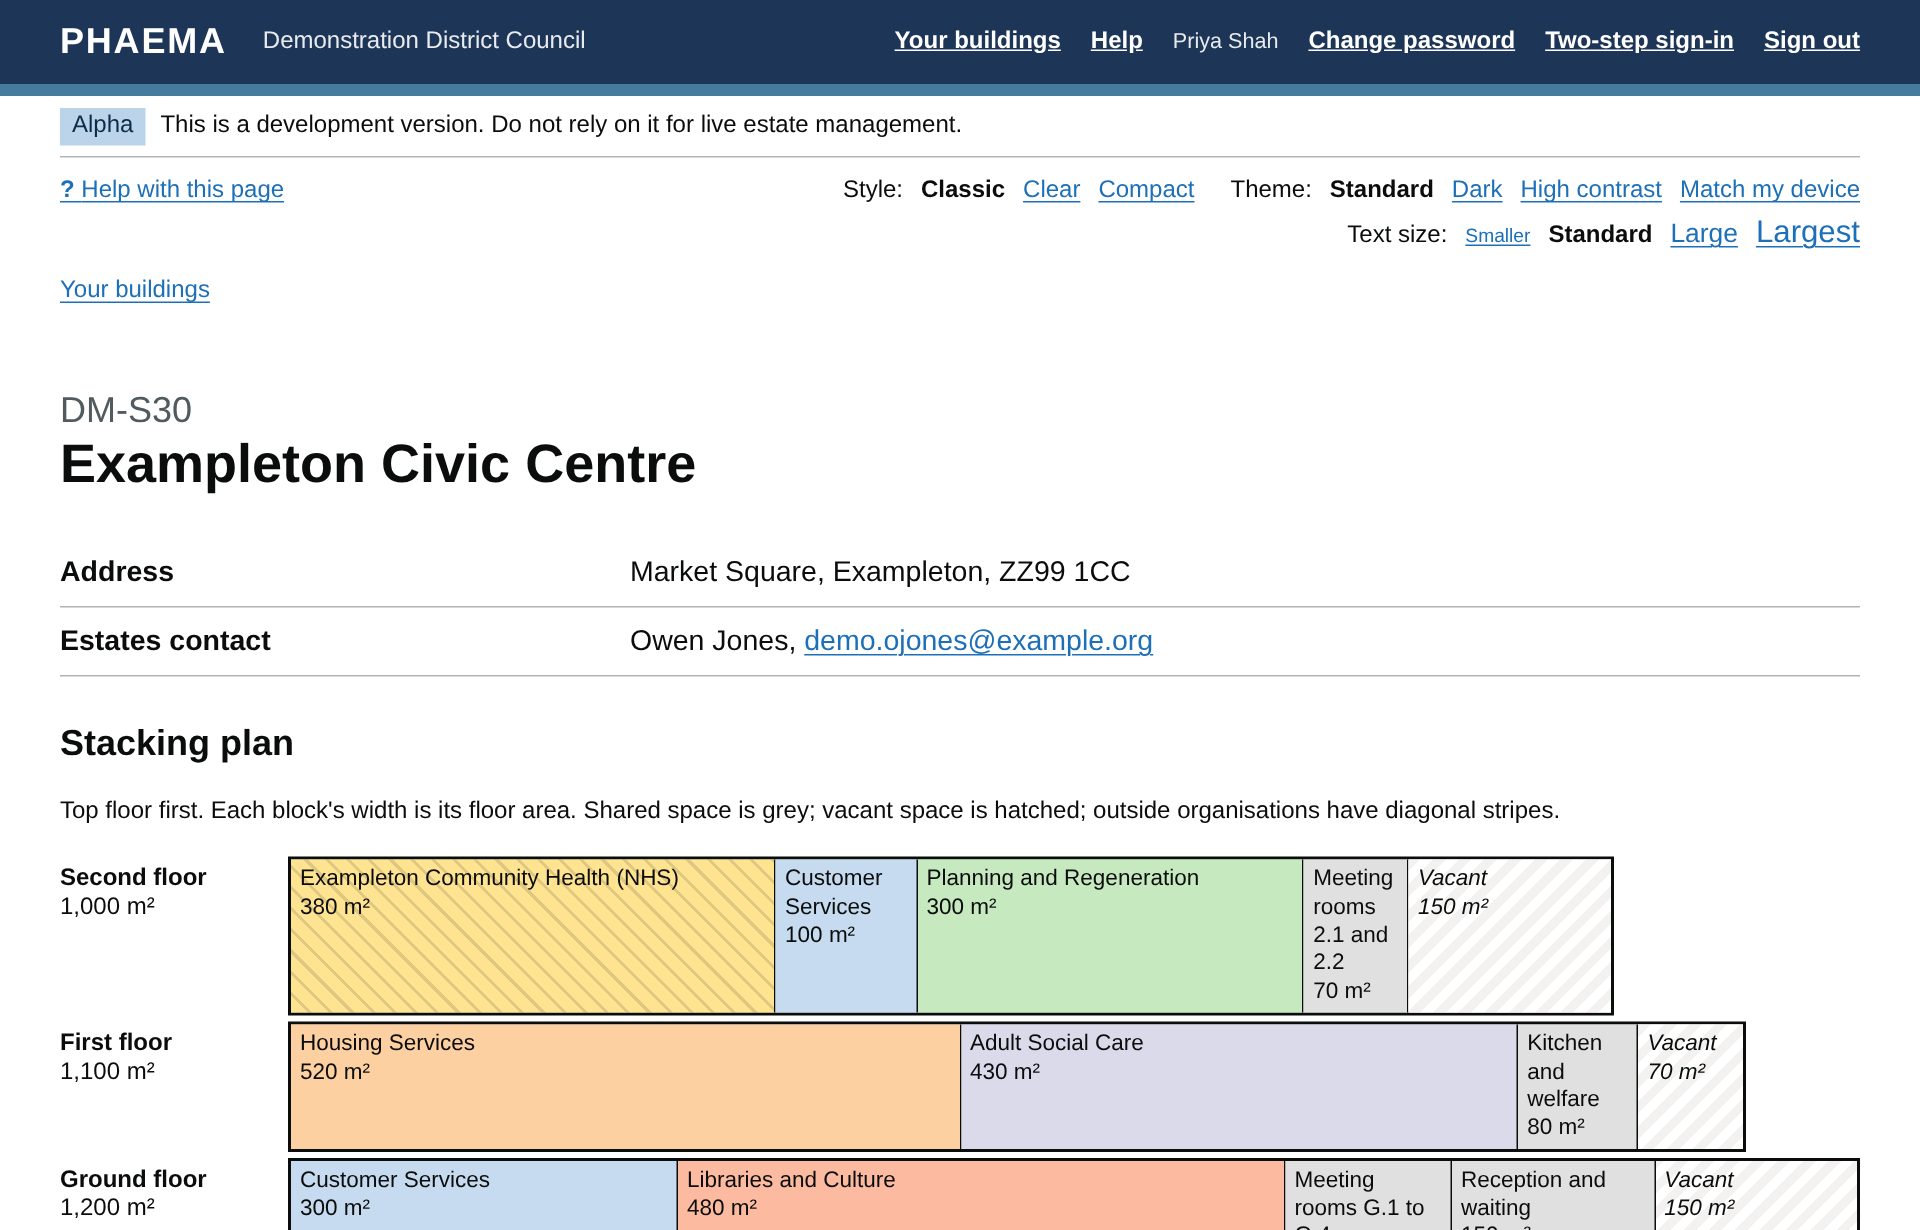 PHAEMA Demonstration District Council Your buildings Help Priya Shah Change password Two-step sign-in Sign out
Alpha This is a development version. Do not rely on it for live estate management.
? Help with this page Style: Classic Clear Compact Theme: Standard Dark High contrast Match my device
Text size: Smaller Standard Large Largest
Your buildings
DM-S30
Exampleton Civic Centre
Address Market Square, Exampleton, ZZ99 1CC
Estates contact Owen Jones, demo.ojones@example.org
Stacking plan
Top floor first. Each block's width is its floor area. Shared space is grey; vacant space is hatched; outside organisations have diagonal stripes.
Second floor
1,000 m²
Exampleton Community Health (NHS)
380 m²
Customer
Services
100 m²
Planning and Regeneration
300 m²
Meeting
rooms
2.1 and
2.2
70 m²
Vacant
150 m²
First floor
1,100 m²
Housing Services
520 m²
Adult Social Care
430 m²
Kitchen
and
welfare
80 m²
Vacant
70 m²
Ground floor
1,200 m²
Customer Services
300 m²
Libraries and Culture
480 m²
Meeting
rooms G.1 to
Reception and
waiting
Vacant
150 m²